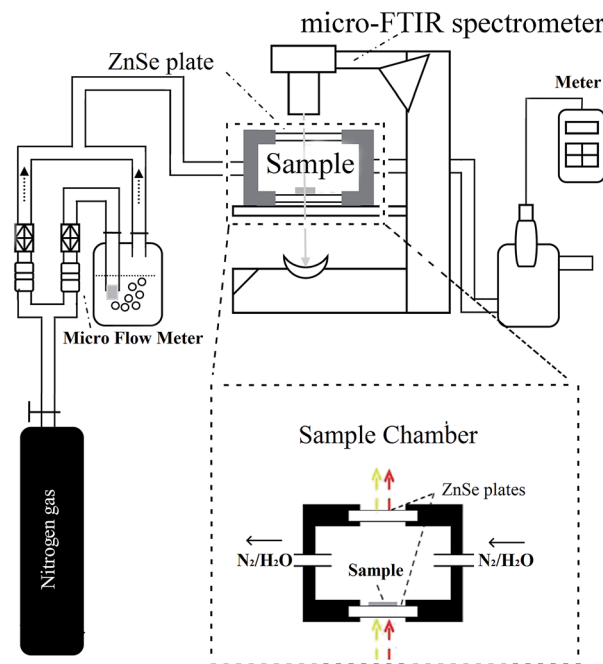 micro-FTIR spectrometer
ZnSe plate
Meter
Sample
Micro Flow Meter
Nitrogen gas
Sample Chamber
ZnSe plates
N₂/H₂O
N₂/H₂O
Sample